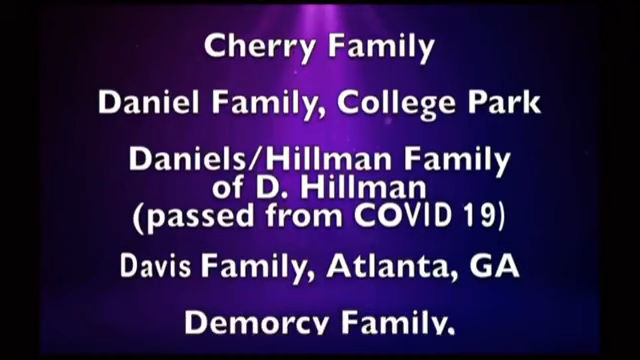 Cherry Family
Daniel Family, College Park
Daniels/Hillman Family
of D. Hillman
(passed from COVID 19)
Davis Family, Atlanta, GA
Demorcy Family,